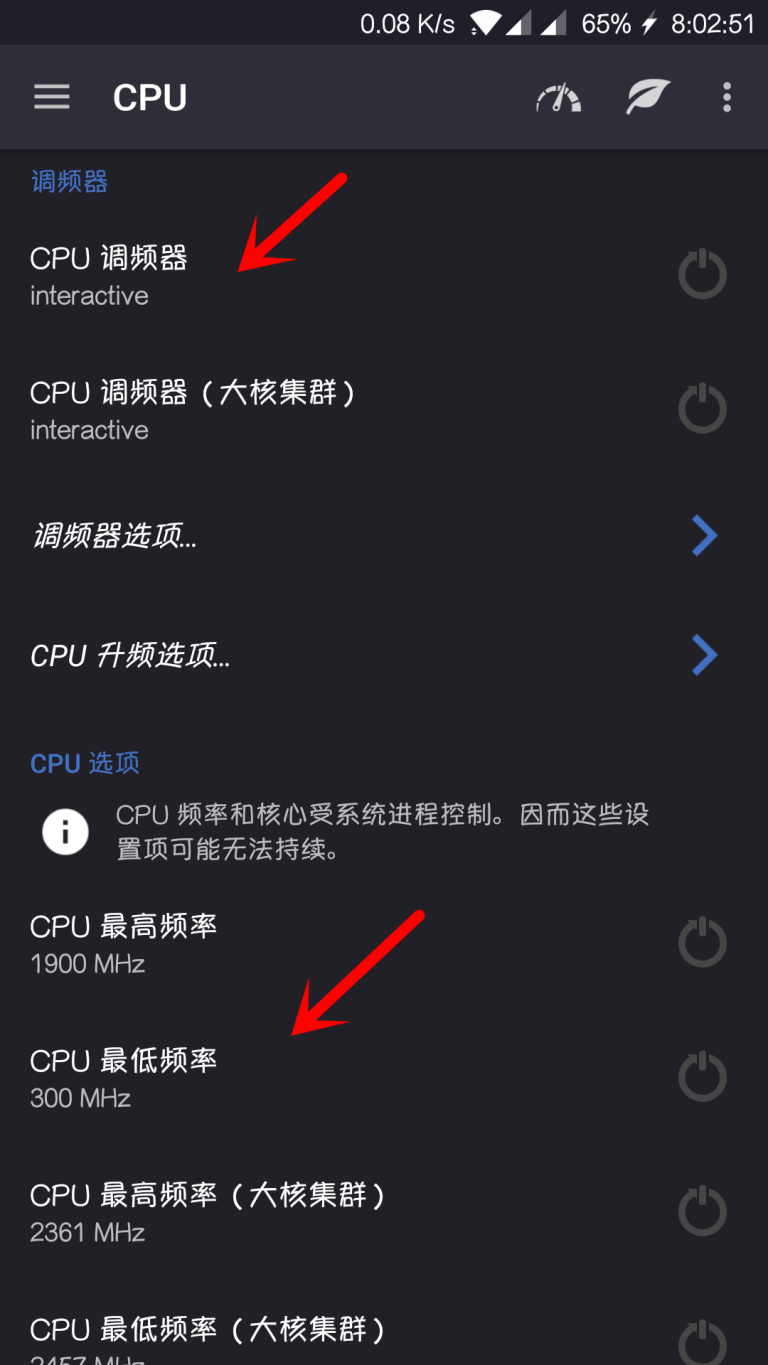 0.08 K/s 65% 8:02:51
CPU
调频器
CPU 调频器
interactive
CPU 调频器（大核集群）
interactive
调频器选项...
CPU 升频选项...
CPU 选项
CPU 频率和核心受系统进程控制。因而这些设
置项可能无法持续。
CPU 最高频率
1900 MHz
CPU 最低频率
300 MHz
CPU 最高频率（大核集群）
2361 MHz
CPU 最低频率（大核集群）